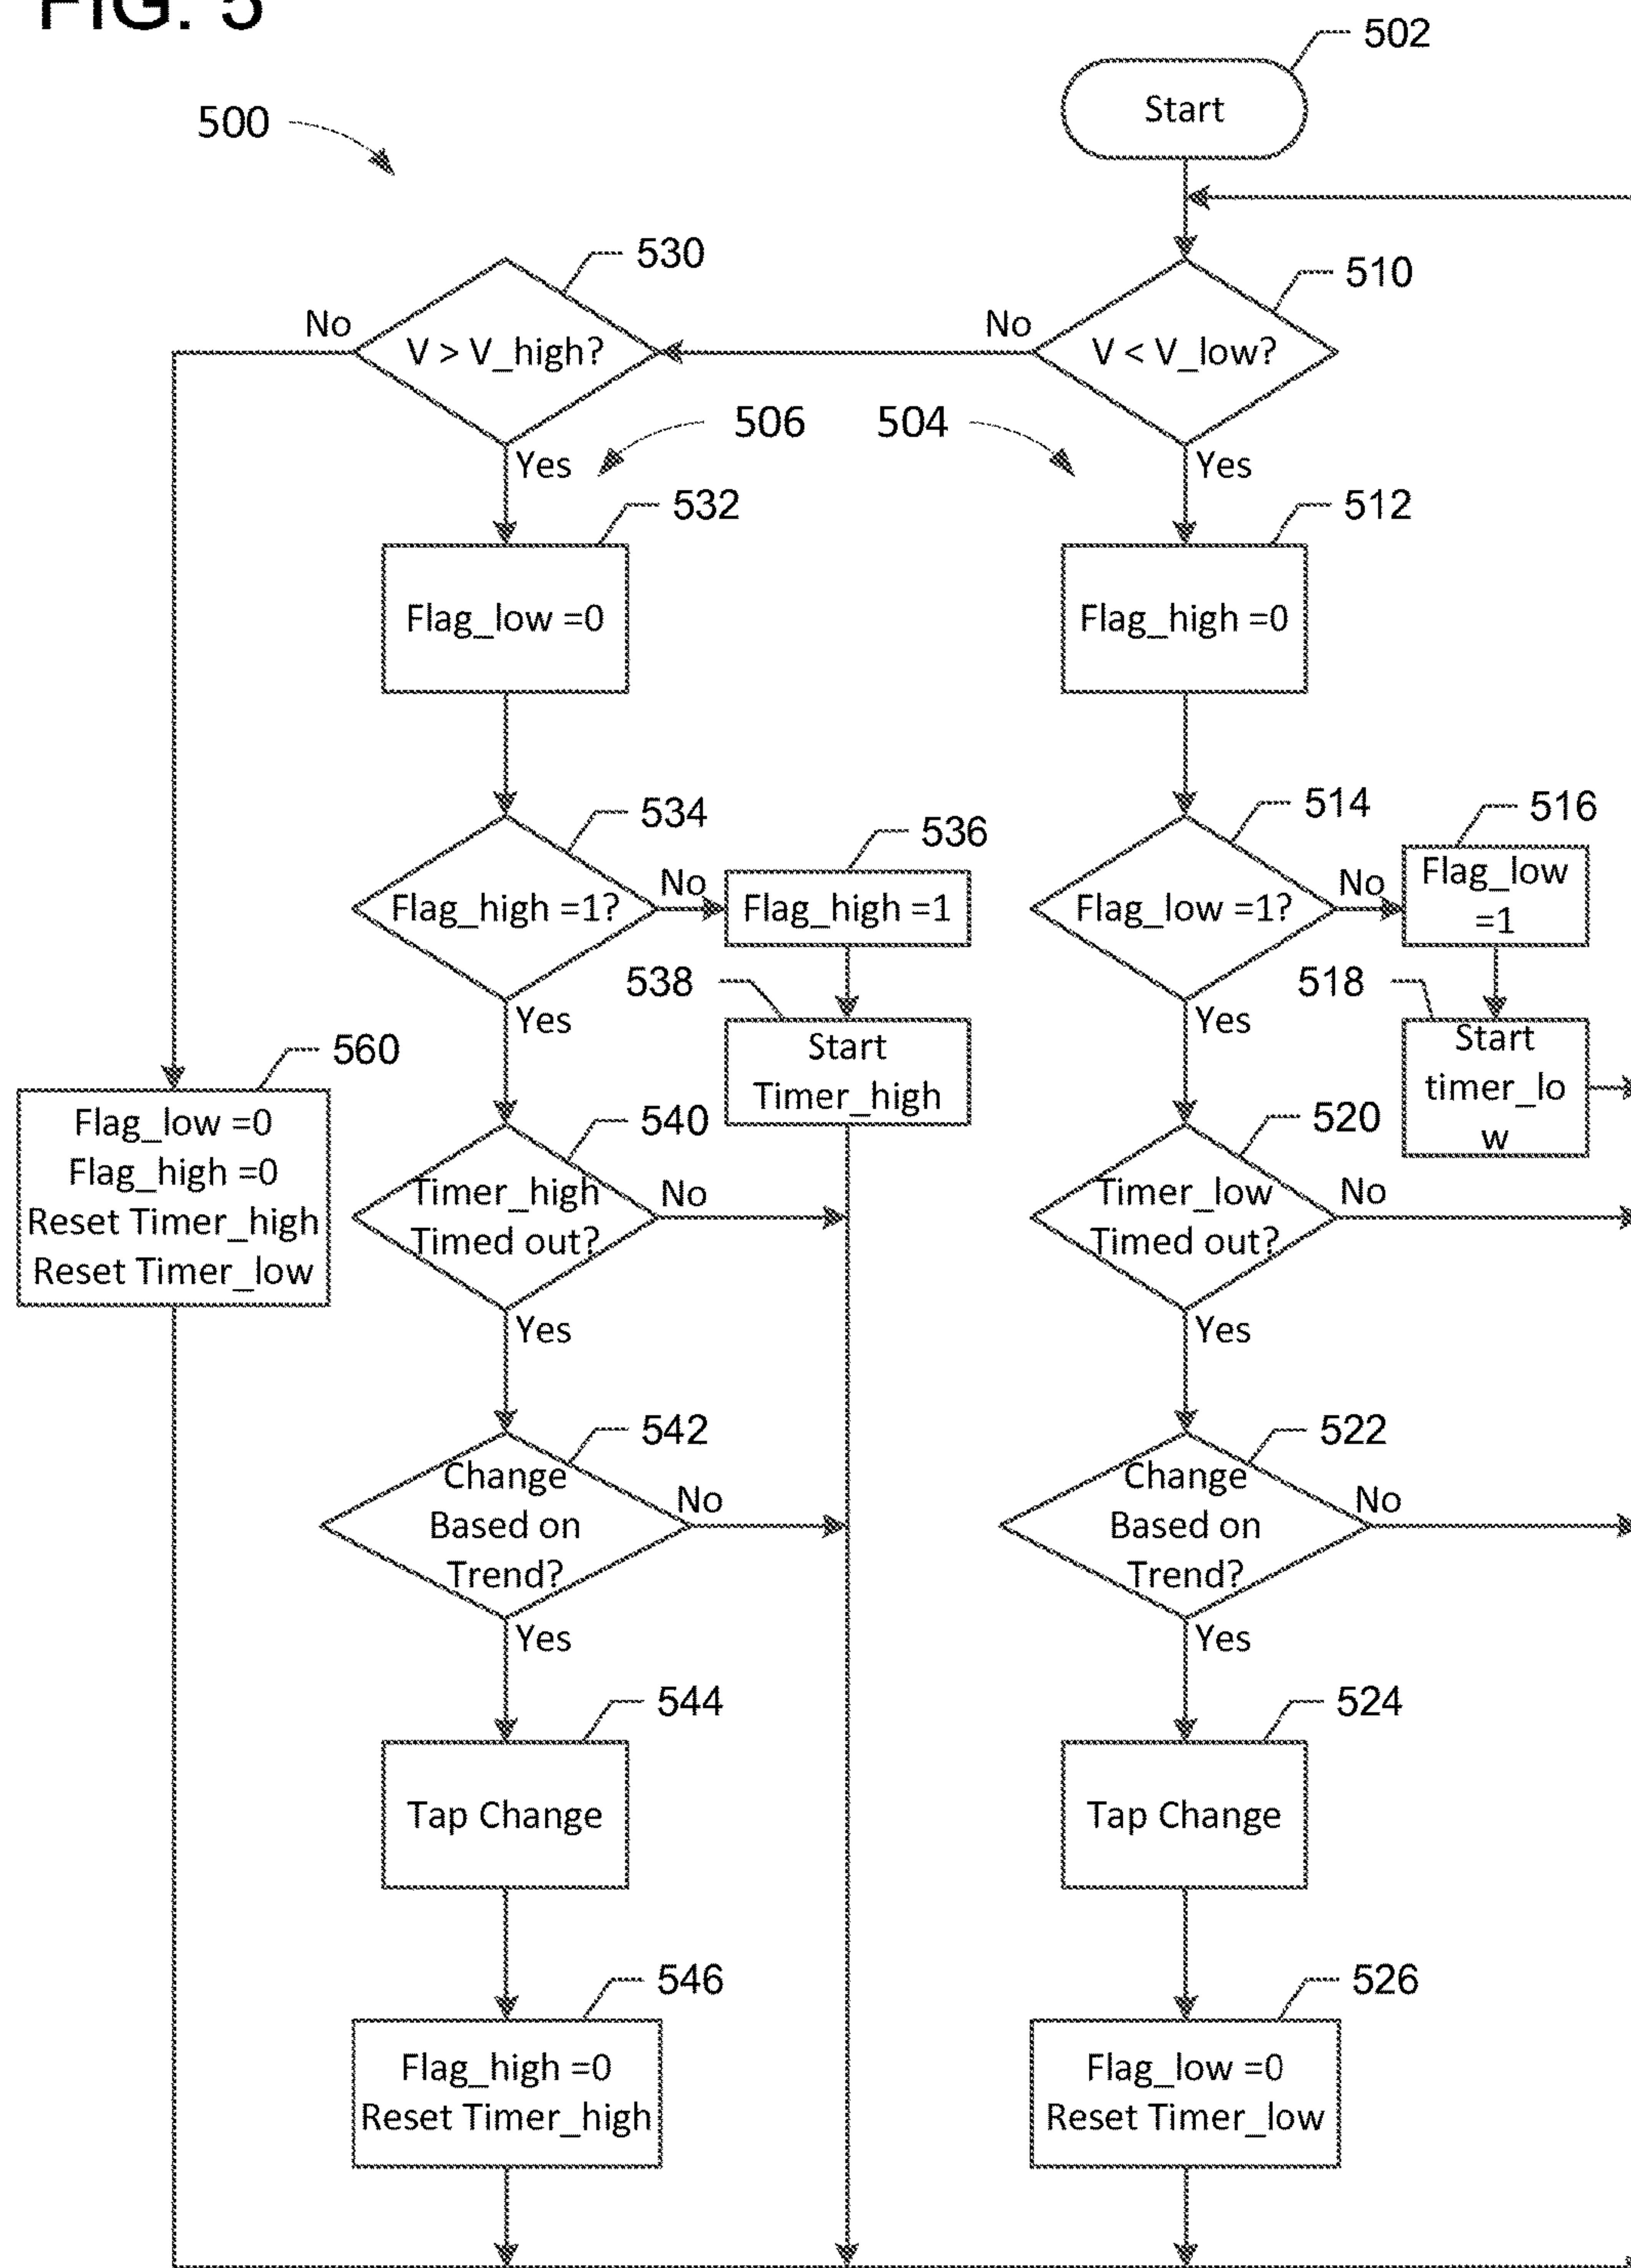 FIG. 5
502
Start
500
530
510
No
V > V_high?
No
V < V_low?
506
504
Yes
Yes
532
512
Flag_low =0
Flag_high =0
534
536
514
516
Flag_high =1?
No
Flag_high =1
Flag_low =1?
No
Flag_low
=1
538
518
Yes
Start
Timer_high
Yes
Start
timer_lo
w
560
Flag_low =0
Flag_high =0
Reset Timer_high
Reset Timer_low
540
520
Timer_high
Timed out?
No
Timer_low
Timed out?
No
Yes
Yes
542
522
Change
Based on
Trend?
No
Change
Based on
Trend?
No
Yes
Yes
544
524
Tap Change
Tap Change
546
526
Flag_high =0
Reset Timer_high
Flag_low =0
Reset Timer_low